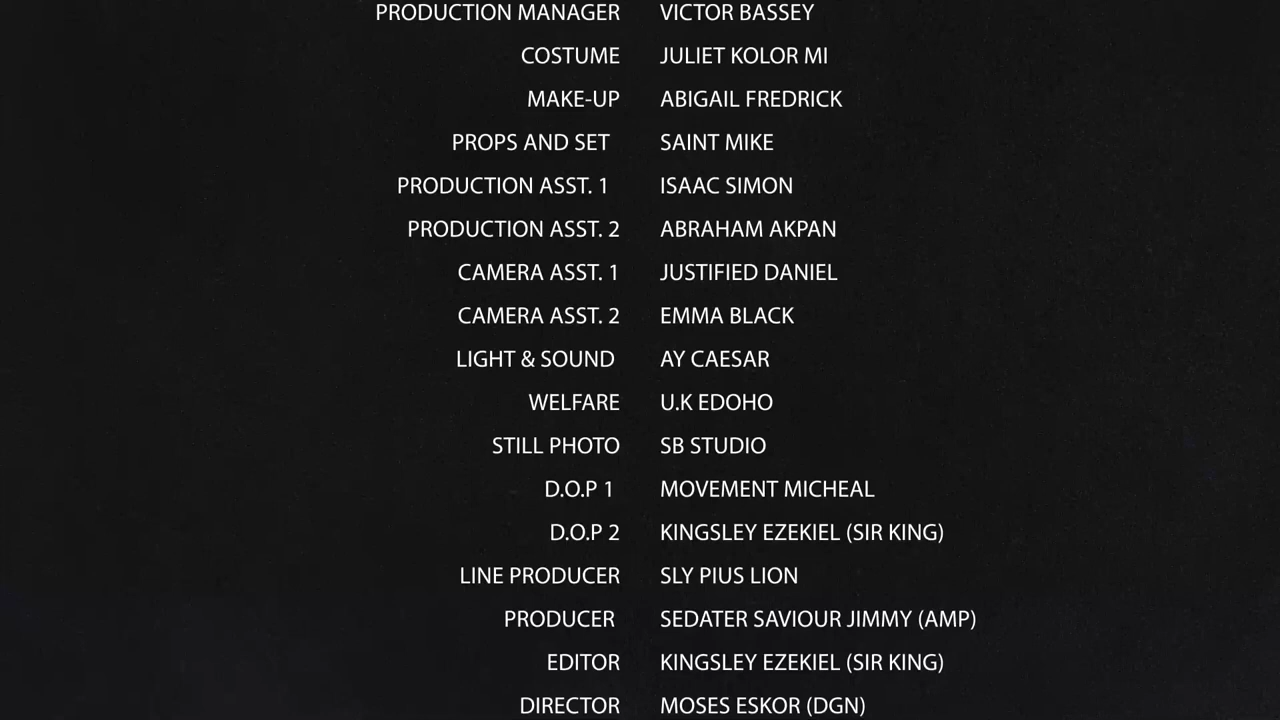 PRODUCTION MANAGER VICTOR BASSEY
COSTUME JULIET KOLOR MI
MAKE-UP ABIGAIL FREDRICK
PROPS AND SET SAINT MIKE
PRODUCTION ASST. 1 ISAAC SIMON
PRODUCTION ASST. 2 ABRAHAM AKPAN
CAMERA ASST. 1 JUSTIFIED DANIEL
CAMERA ASST. 2 EMMA BLACK
LIGHT & SOUND AY CAESAR
WELFARE U.K EDOHO
STILL PHOTO SB STUDIO
D.O.P 1 MOVEMENT MICHEAL
D.O.P 2 KINGSLEY EZEKIEL (SIR KING)
LINE PRODUCER SLY PIUS LION
PRODUCER SEDATER SAVIOUR JIMMY (AMP)
EDITOR KINGSLEY EZEKIEL (SIR KING)
DIRECTOR MOSES ESKOR (DGN)